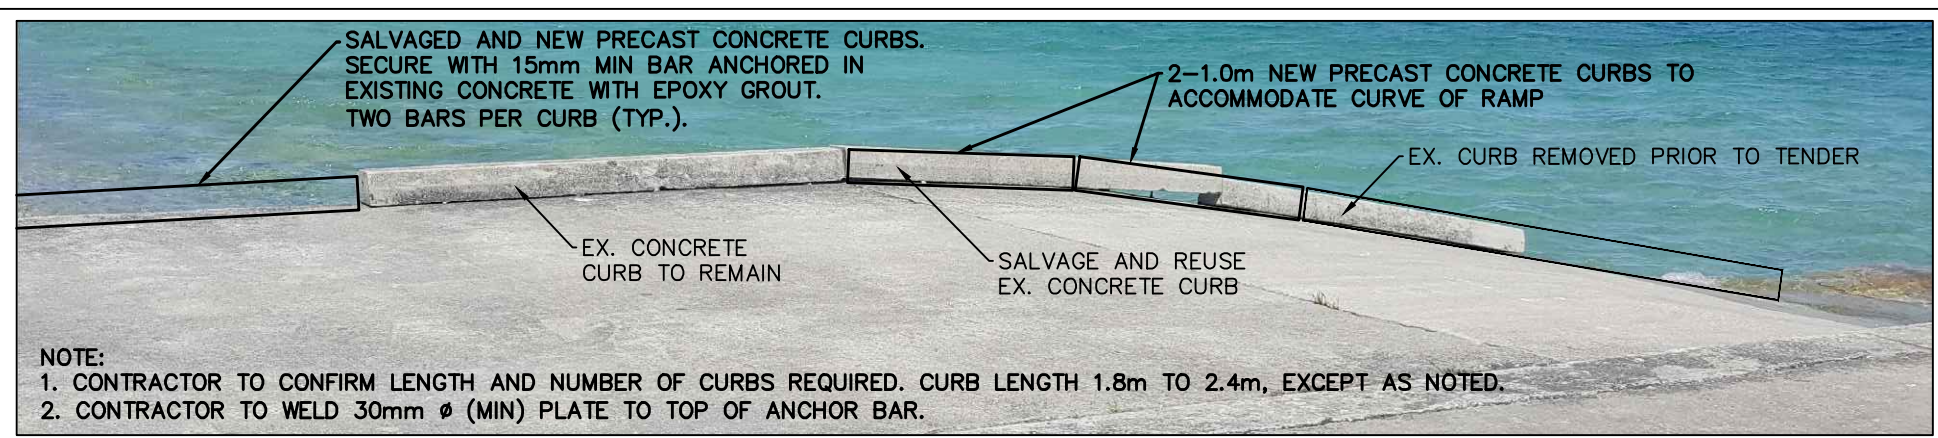 SALVAGED AND NEW PRECAST CONCRETE CURBS.
SECURE WITH 15mm MIN BAR ANCHORED IN
EXISTING CONCRETE WITH EPOXY GROUT.
TWO BARS PER CURB (TYP.).
2-1.0m NEW PRECAST CONCRETE CURBS TO
ACCOMMODATE CURVE OF RAMP
EX. CURB REMOVED PRIOR TO TENDER
EX. CONCRETE
CURB TO REMAIN
SALVAGE AND REUSE
EX. CONCRETE CURB
NOTE:
1. CONTRACTOR TO CONFIRM LENGTH AND NUMBER OF CURBS REQUIRED. CURB LENGTH 1.8m TO 2.4m, EXCEPT AS NOTED.
2. CONTRACTOR TO WELD 30mm ø (MIN) PLATE TO TOP OF ANCHOR BAR.